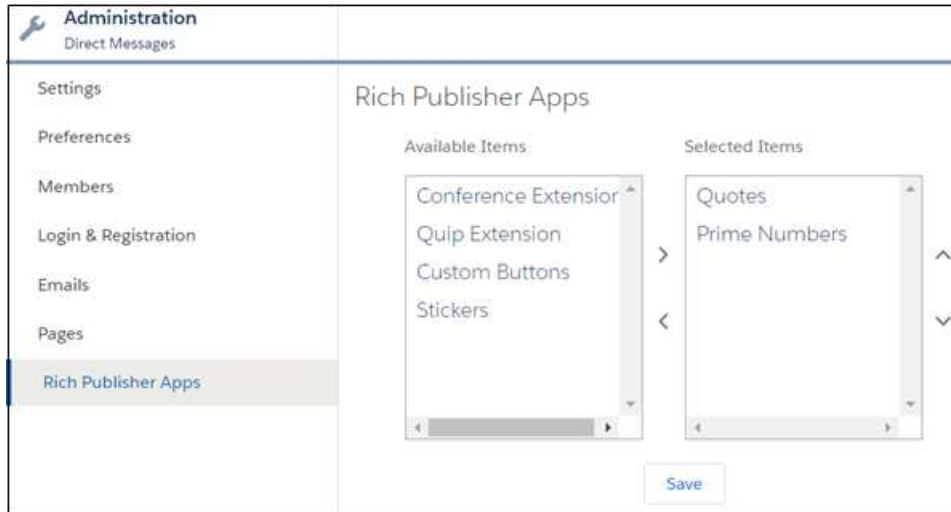 Administration
Direct Messages
Settings
Preferences
Members
Login & Registration
Emails
Pages
Rich Publisher Apps
Rich Publisher Apps
Available Items
Conference Extension
Quip Extension
Custom Buttons
Stickers
Selected Items
Quotes
Prime Numbers
Save